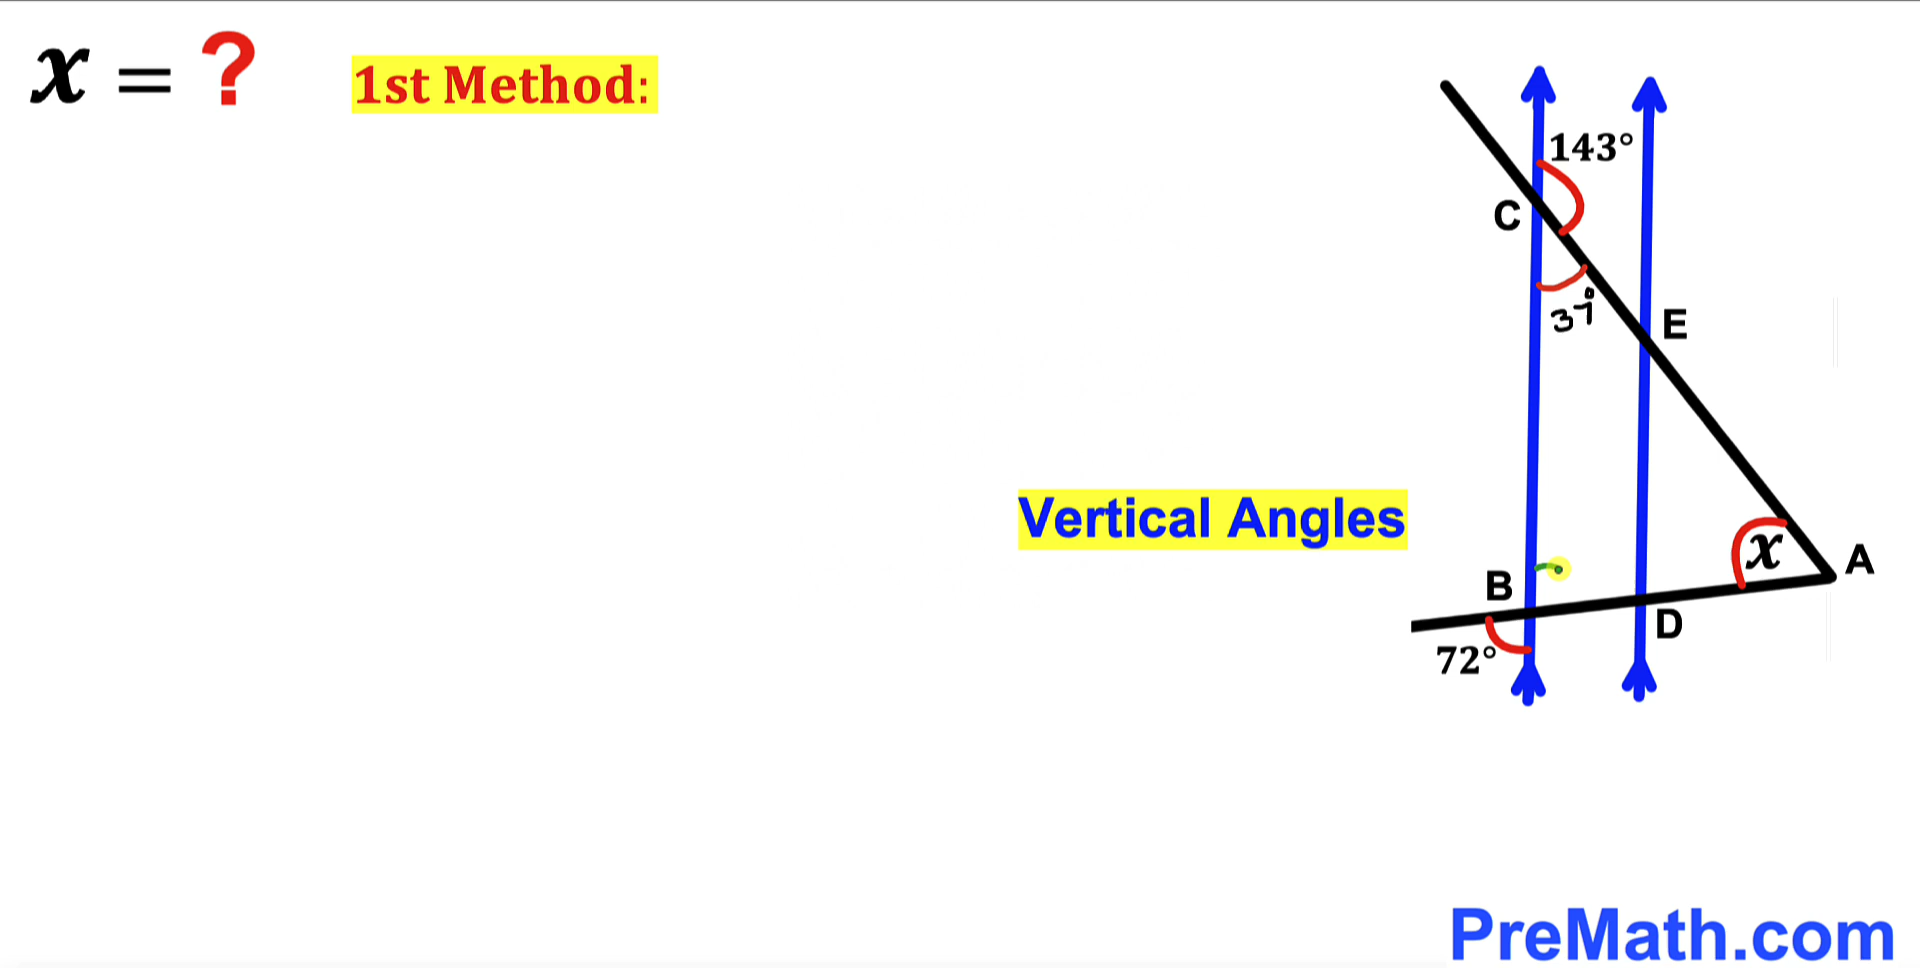 x = ?
1st Method:
143°
C
37°
E
Vertical Angles
x
A
B
D
72°
PreMath.com